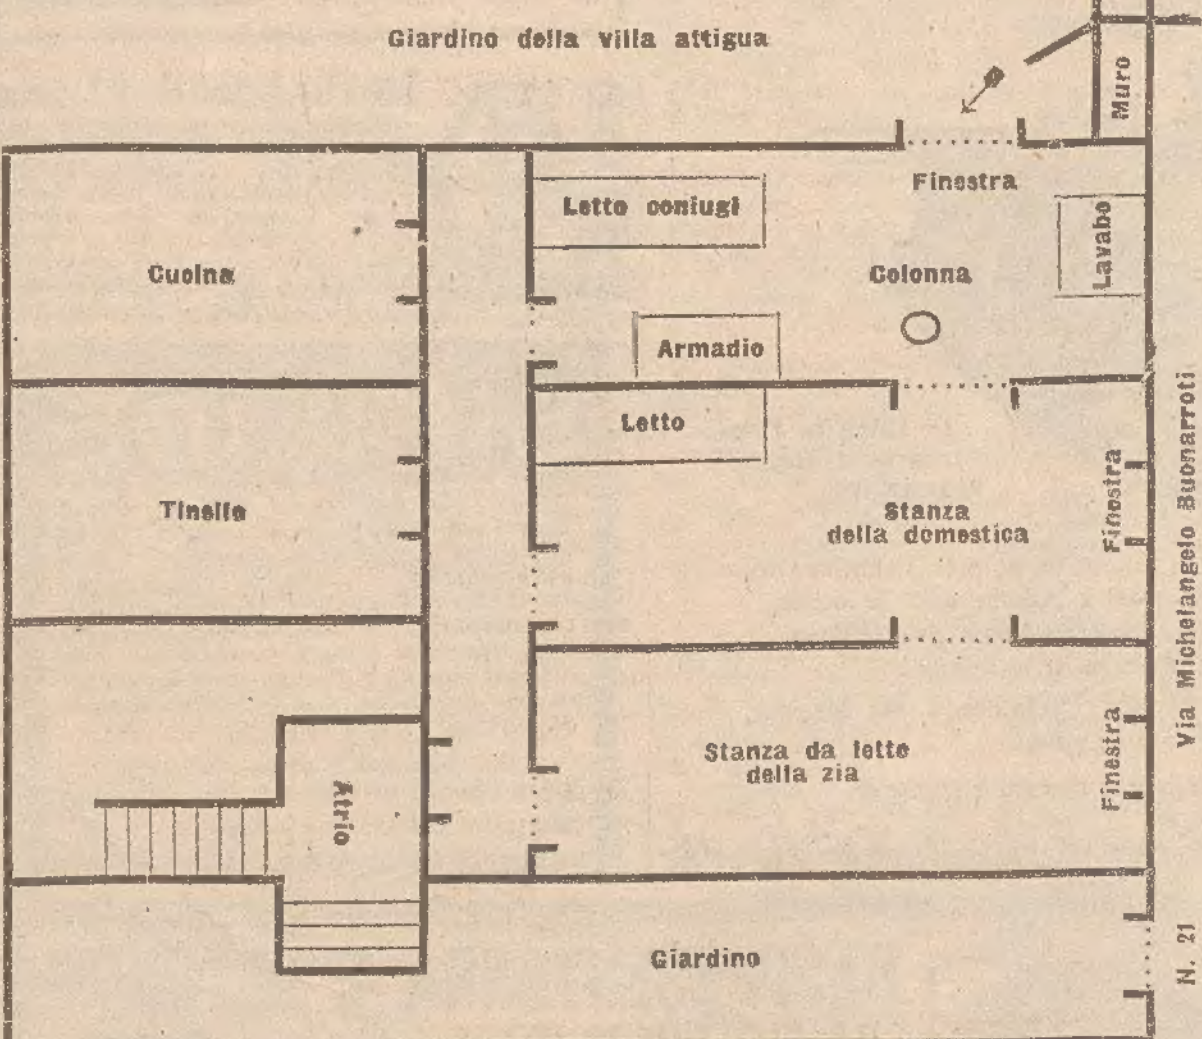 Giardino della villa attigua
Muro
Finestra
Letto coniugi
Lavabo
Cucina
Colonna
Armadio
Letto
Finestra
Tinello
Stanza
della domestica
Via Michelangelo Buonarroti
Stanza da letto
della zia
Finestra
Atrio
Giardino
N. 21